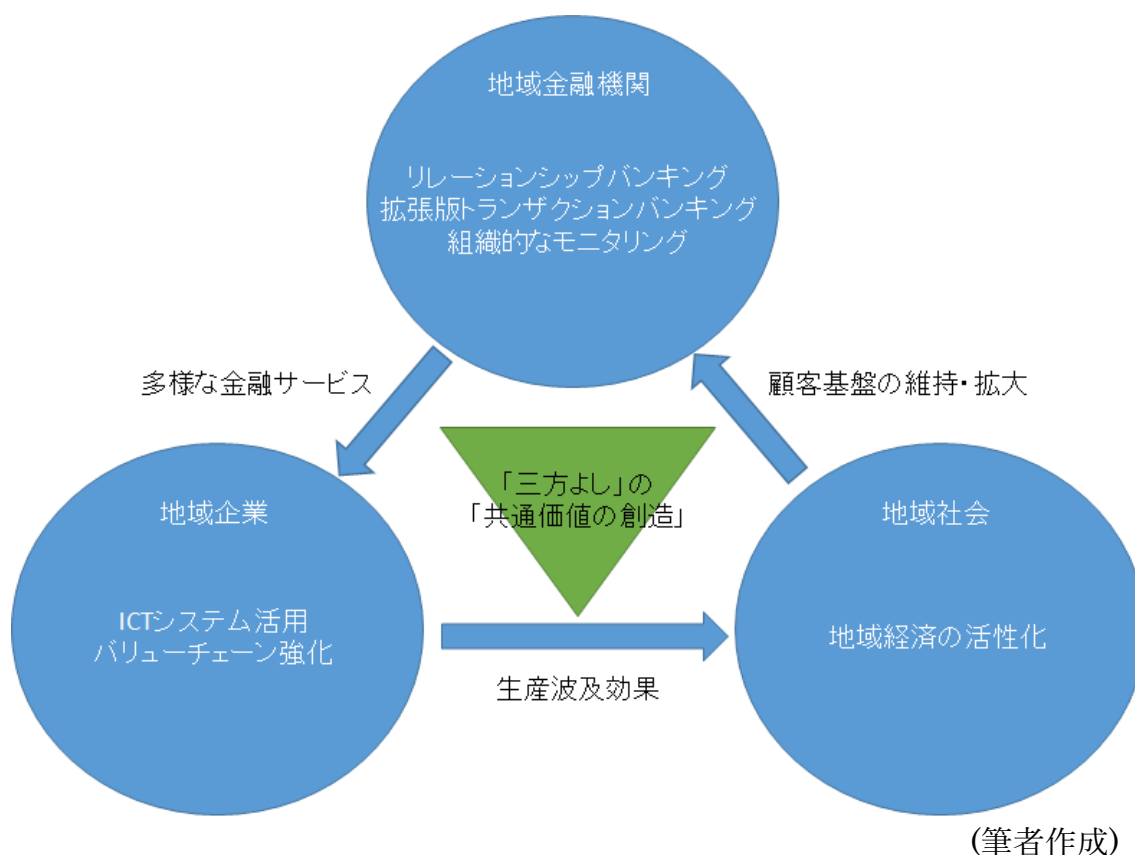 地域金融機関
リレーションシップバンキング
拡張版トランザクションバンキング
組織的なモニタリング
多様な金融サービス
顧客基盤の維持・拡大
「三方よし」の
「共通価値の創造」
地域企業
ICTシステム活用
バリューチェーン強化
地域社会
地域経済の活性化
生産波及効果
(筆者作成)